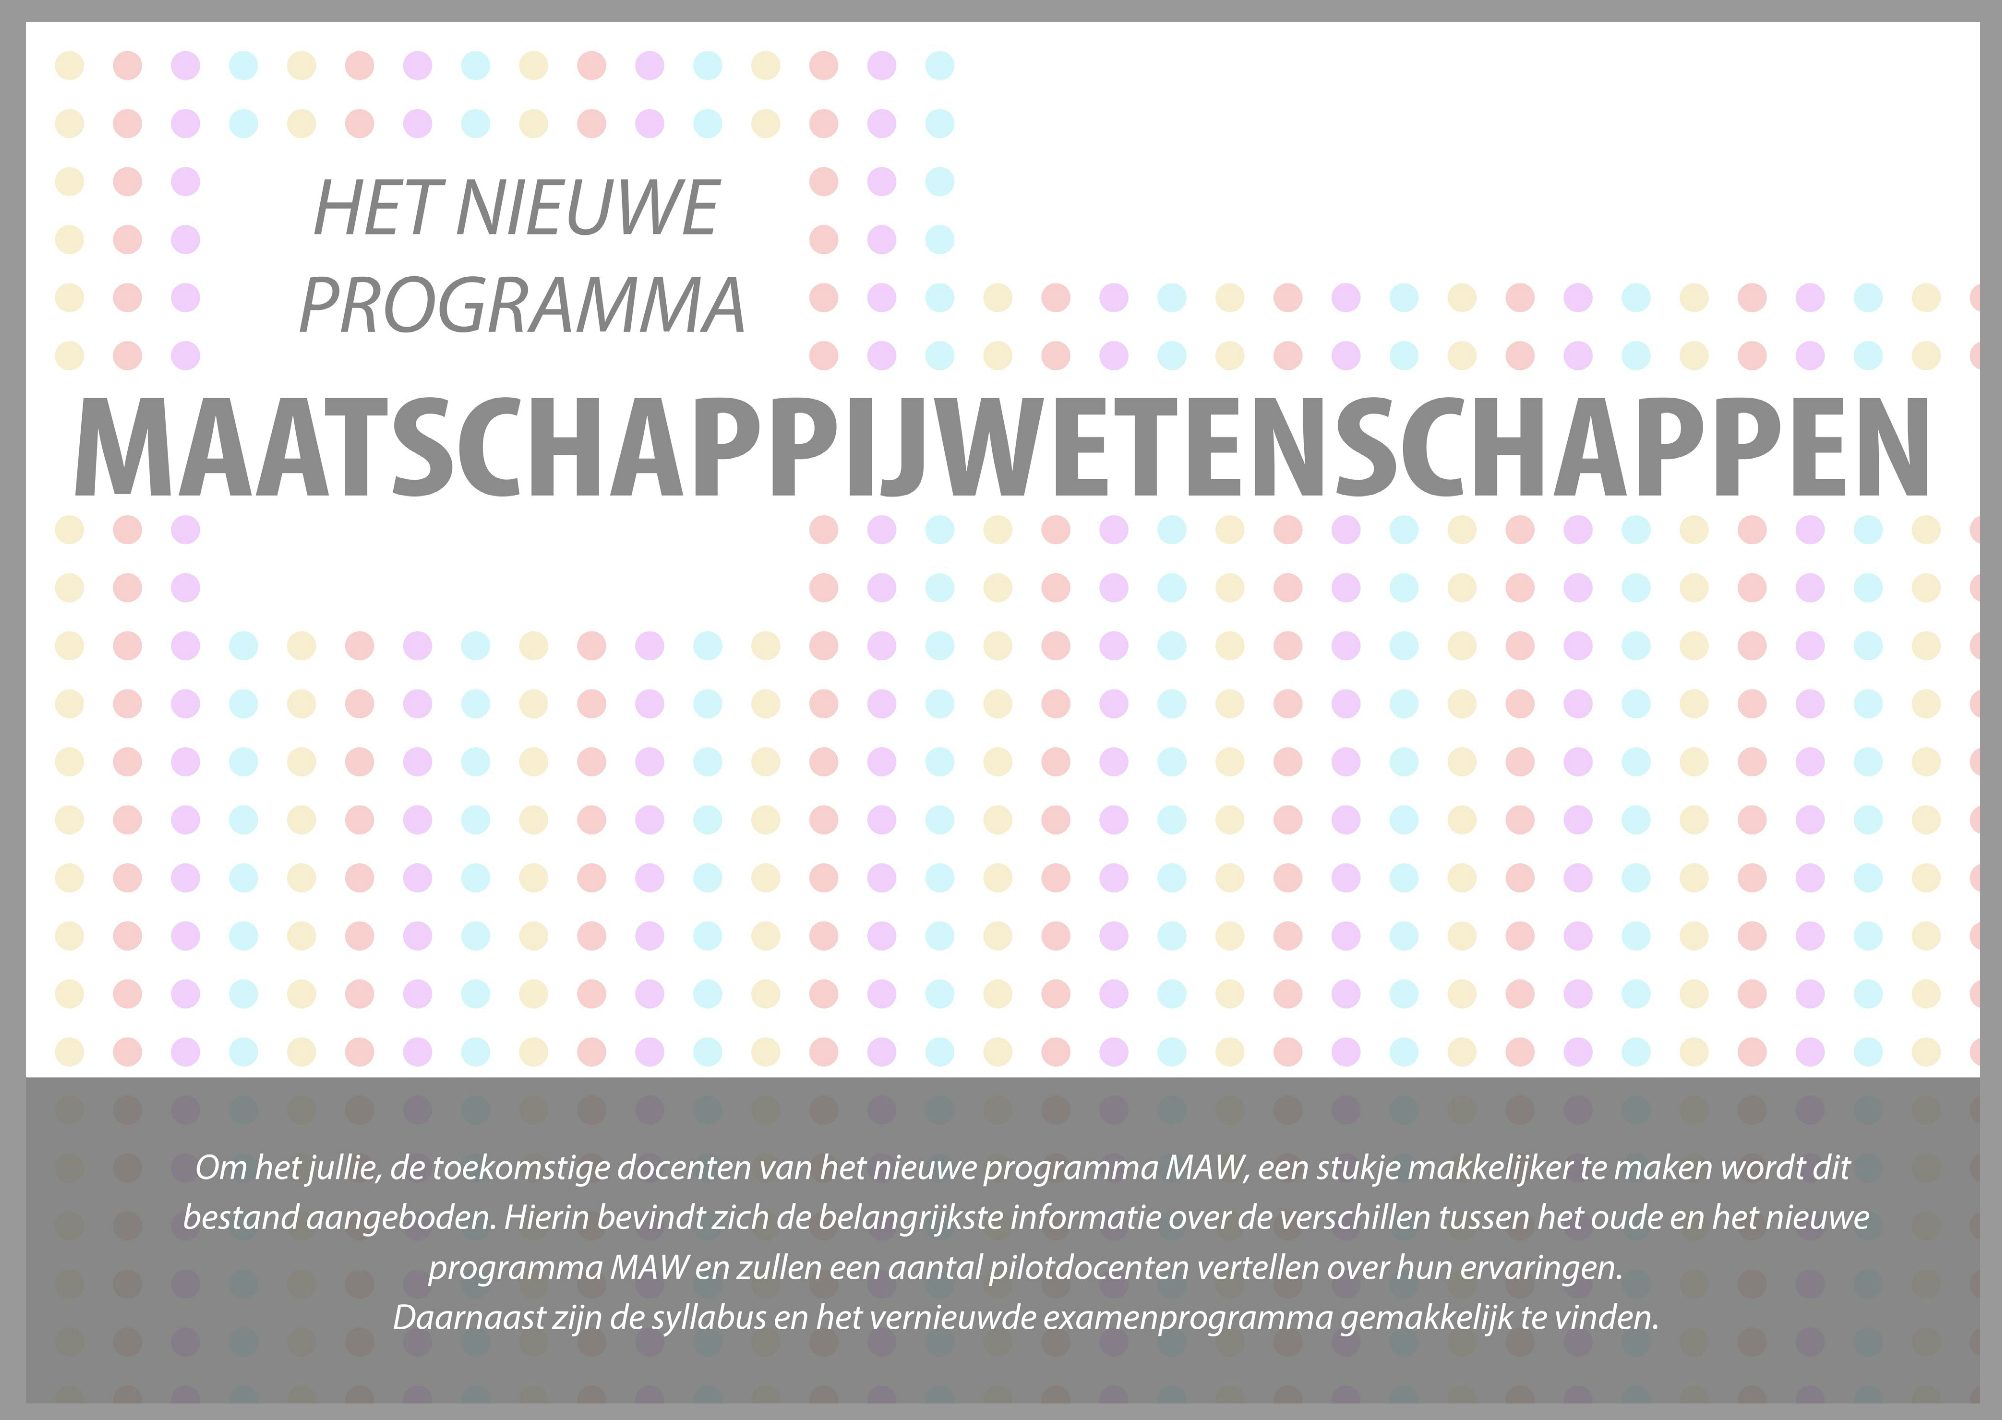 HET NIEUWE
PROGRAMMA
MAATSCHAPPIJWETENSCHAPPEN
Om het jullie, de toekomstige docenten van het nieuwe programma MAW, een stukje makkelijker te maken wordt dit
bestand aangeboden. Hierin bevindt zich de belangrijkste informatie over de verschillen tussen het oude en het nieuwe
programma MAW en zullen een aantal pilotdocenten vertellen over hun ervaringen.
Daarnaast zijn de syllabus en het vernieuwde examenprogramma gemakkelijk te vinden.